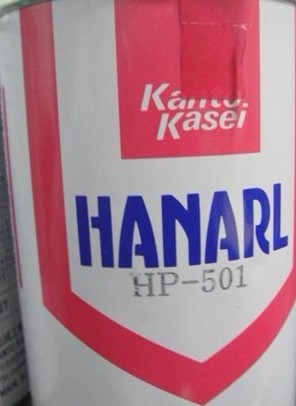 Kanto
Kasei
HANARL
HP-501